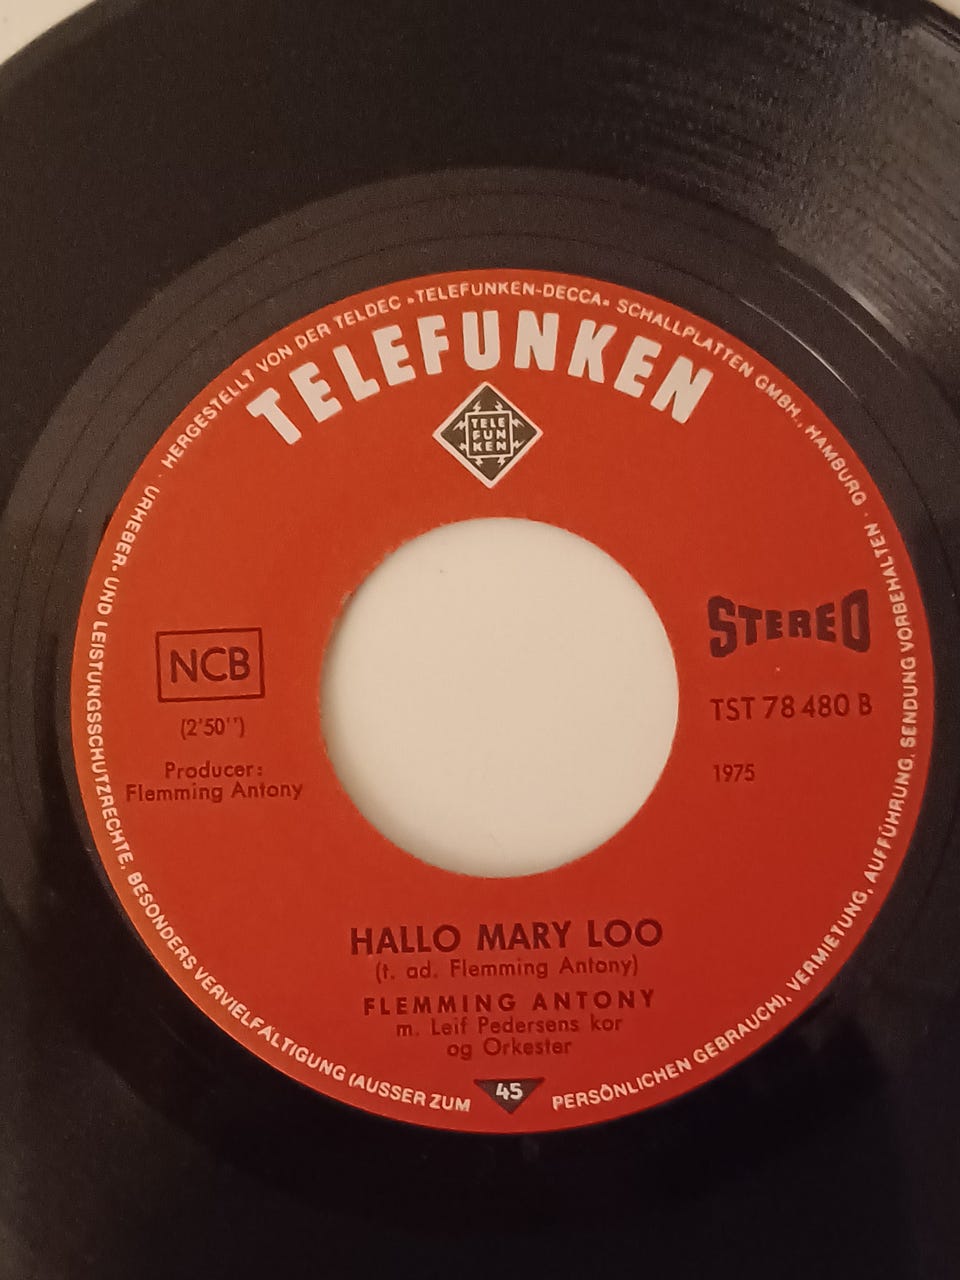 HERGESTELLT VON DER TELDEC »TELEFUNKEN-DECCA« SCHALLPLATTEN GMBH., HAMBURG · URHEBER- UND LEISTUNGSSCHUTZRECHTE, BESONDERS VERVIELFÄLTIGUNG (AUSSER ZUM PERSÖNLICHEN GEBRAUCH), VERMIETUNG, AUFFÜHRUNG, SENDUNG VORBEHALTEN ·
TELEFUNKEN
TELE
FUN
KEN
STEREO
NCB
TST 78 480 B
(2'50'')
1975
Producer:
Flemming Antony
HALLO MARY LOO
(t. ad. Flemming Antony)
FLEMMING ANTONY
m. Leif Pedersens kor
og Orkester
45